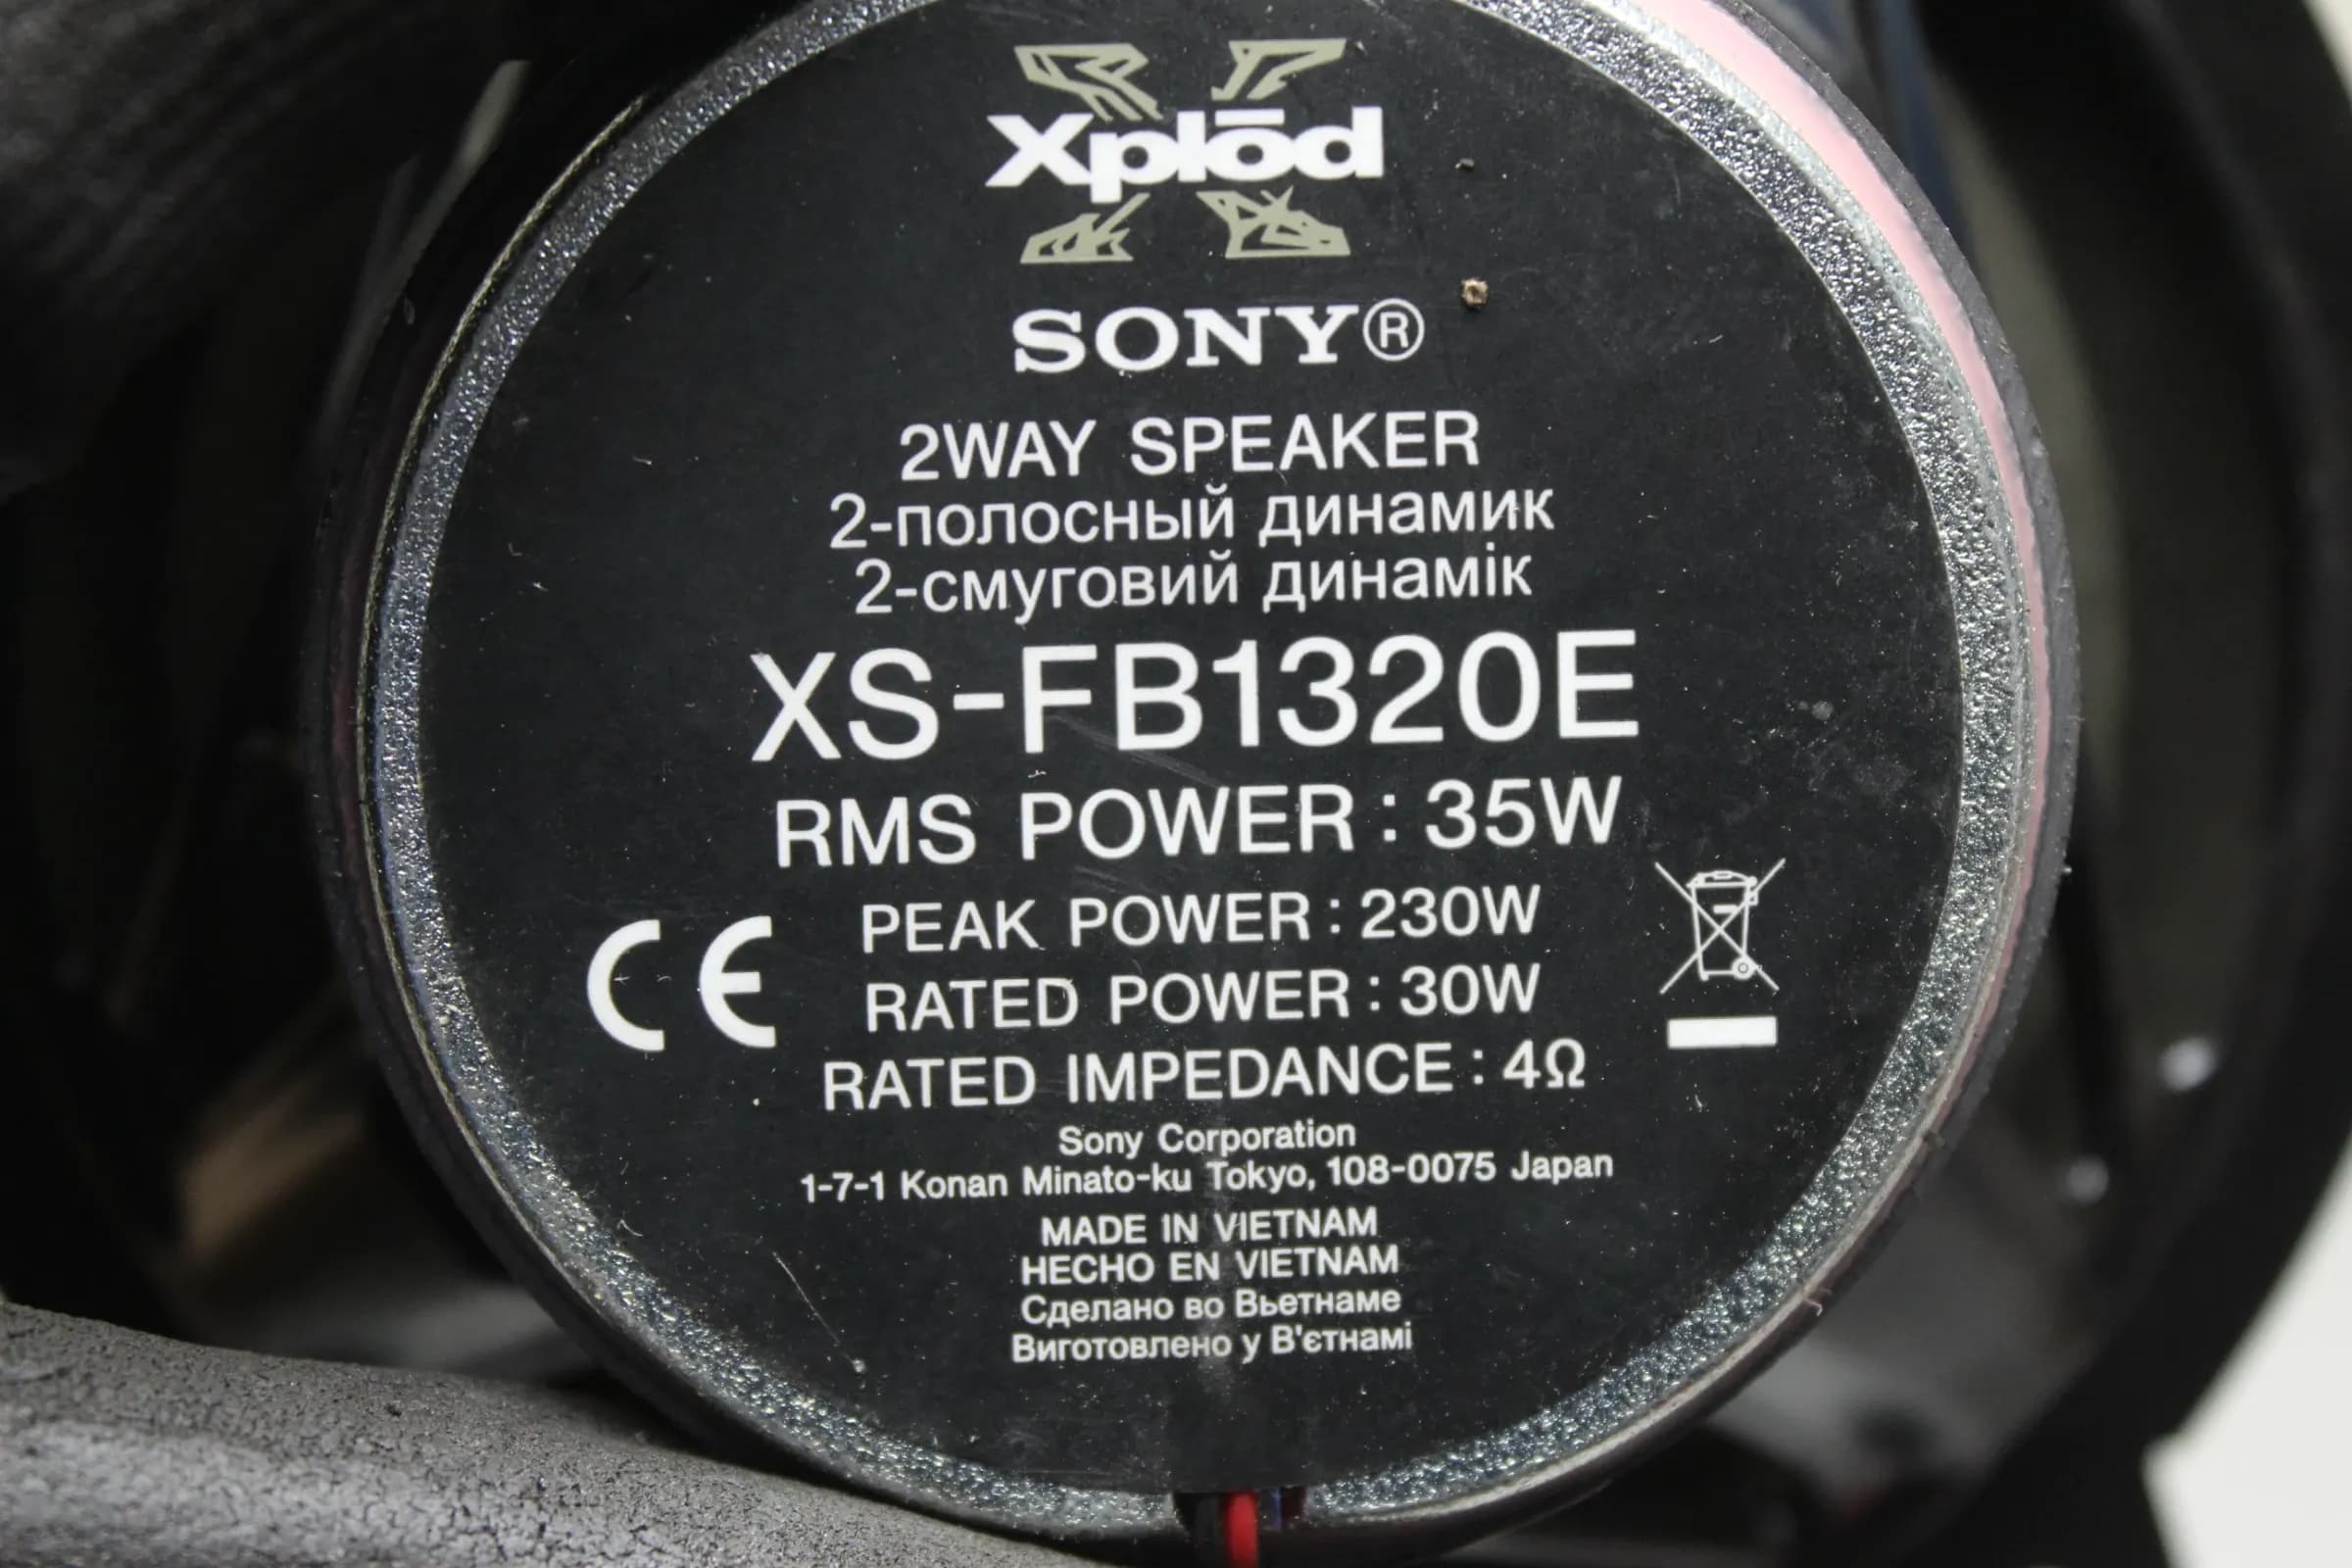 Xplōd
SONY®
2WAY SPEAKER
2-полосный динамик
2-смуговий динамік
XS-FB1320E
RMS POWER : 35W
PEAK POWER : 230W
CE
RATED POWER : 30W
RATED IMPEDANCE : 4Ω
Sony Corporation
1-7-1 Konan Minato-ku Tokyo, 108-0075 Japan
MADE IN VIETNAM
HECHO EN VIETNAM
Сделано во Вьетнаме
Виготовлено у В'єтнамі